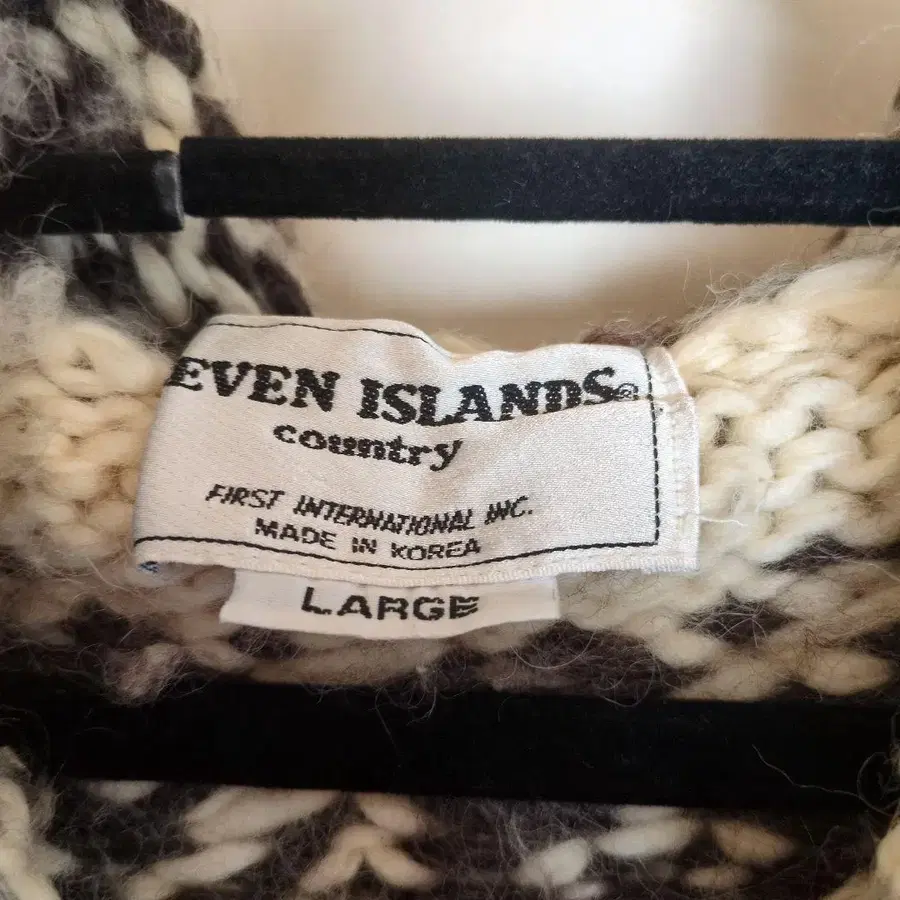 EVEN ISLANDS®
country
FIRST INTERNATIONAL INC.
MADE IN KOREA
LARGE